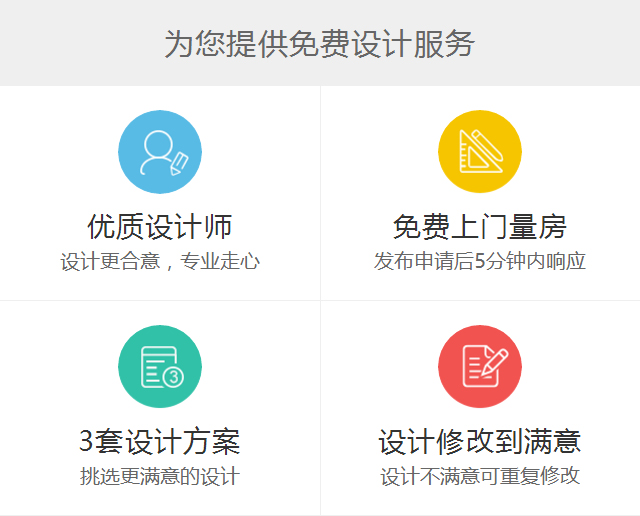 为您提供免费设计服务
优质设计师
设计更合意，专业走心
免费上门量房
发布申请后5分钟内响应
3
3套设计方案
挑选更满意的设计
设计修改到满意
设计不满意可重复修改